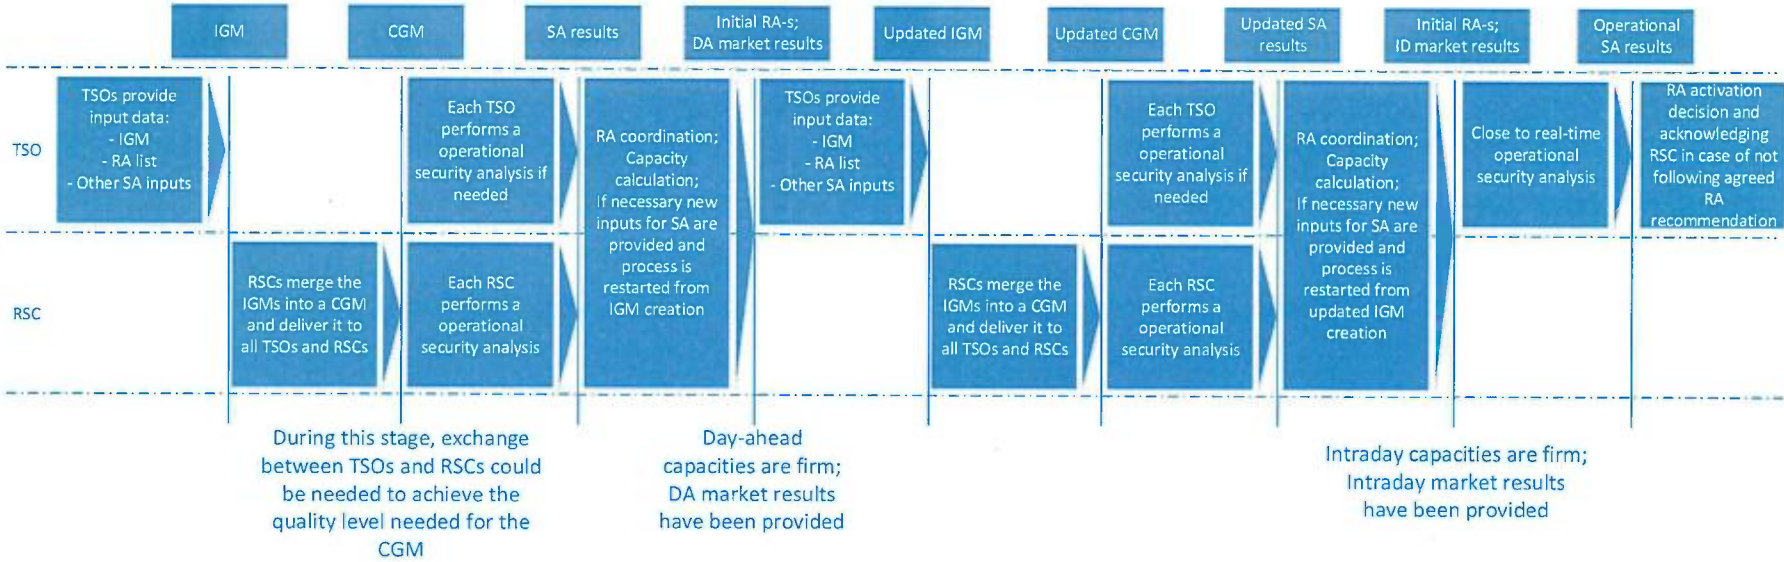 IGM
CGM
SA results
Initial RA-s;
DA market results
Updated IGM
Updated CGM
Updated SA
results
Initial RA-s;
ID market results
Operational
SA results
TSO
TSOs provide
input data:
- IGM
- RA list
- Other SA inputs
Each TSO
performs a
operational
security analysis if
needed
RA coordination;
Capacity
calculation;
If necessary new
inputs for SA are
provided and
process is
restarted from
IGM creation
TSOs provide
input data:
- IGM
- RA list
- Other SA inputs
Each TSO
performs a
operational
security analysis if
needed
RA coordination;
Capacity
calculation;
If necessary new
inputs for SA are
provided and
process is
restarted from
updated IGM
creation
Close to real-time
operational
security analysis
RA activation
decision and
acknowledging
RSC in case of not
following agreed
RA
recommendation
RSC
RSCs merge the
IGMs into a CGM
and deliver it to
all TSOs and RSCs
Each RSC
performs a
operational
security analysis
RSCs merge the
IGMs into a CGM
and deliver it to
all TSOs and RSCs
Each RSC
performs a
operational
security analysis
During this stage, exchange
between TSOs and RSCs could
be needed to achieve the
quality level needed for the
CGM
Day-ahead
capacities are firm;
DA market results
have been provided
Intraday capacities are firm;
Intraday market results
have been provided